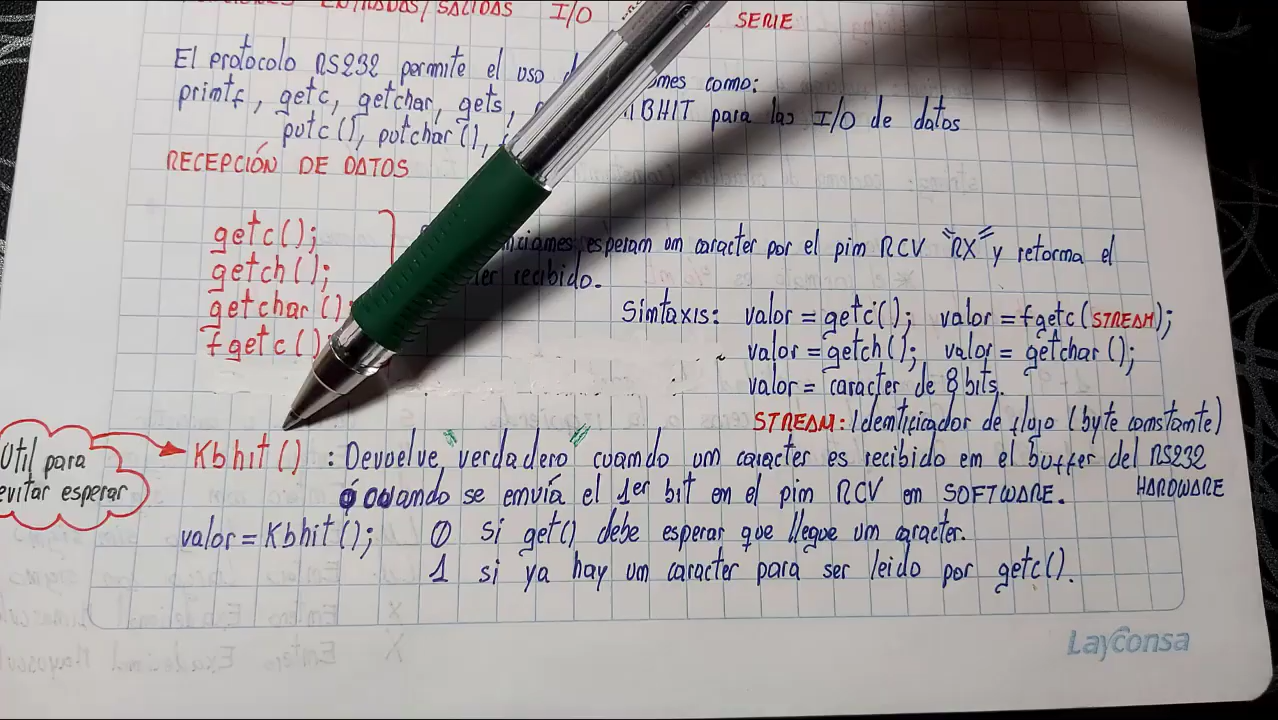 ENTRADAS/SALIDAS I/O SERIE
El protocolo RS232 permite el uso como:
printf, getc, getchar, gets, KBHIT para las I/O de datos
putc(), putchar(),
RECEPCIÓN DE DATOS
getc();
getch();
getchar()
fgetc()
esperan un caracter por el pin RCV "RX" y retorna el
recibido.
Sintaxis: valor = getc(); valor = fgetc(STREAM);
valor = getch(); valor = getchar();
valor = caracter de 8 bits.
STREAM: Identificador de flujo (byte constante)
Util para
evitar esperar
Kbhit() : Devuelve, verdadero cuando un caracter es recibido en el buffer del RS232
HARDWARE
ó cuando se envía el 1er bit en el pin RCV en SOFTWARE.
valor = Kbhit(); 0 si get() debe esperar que llegue un caracter.
1 si ya hay un caracter para ser leido por getc().
Layconsa